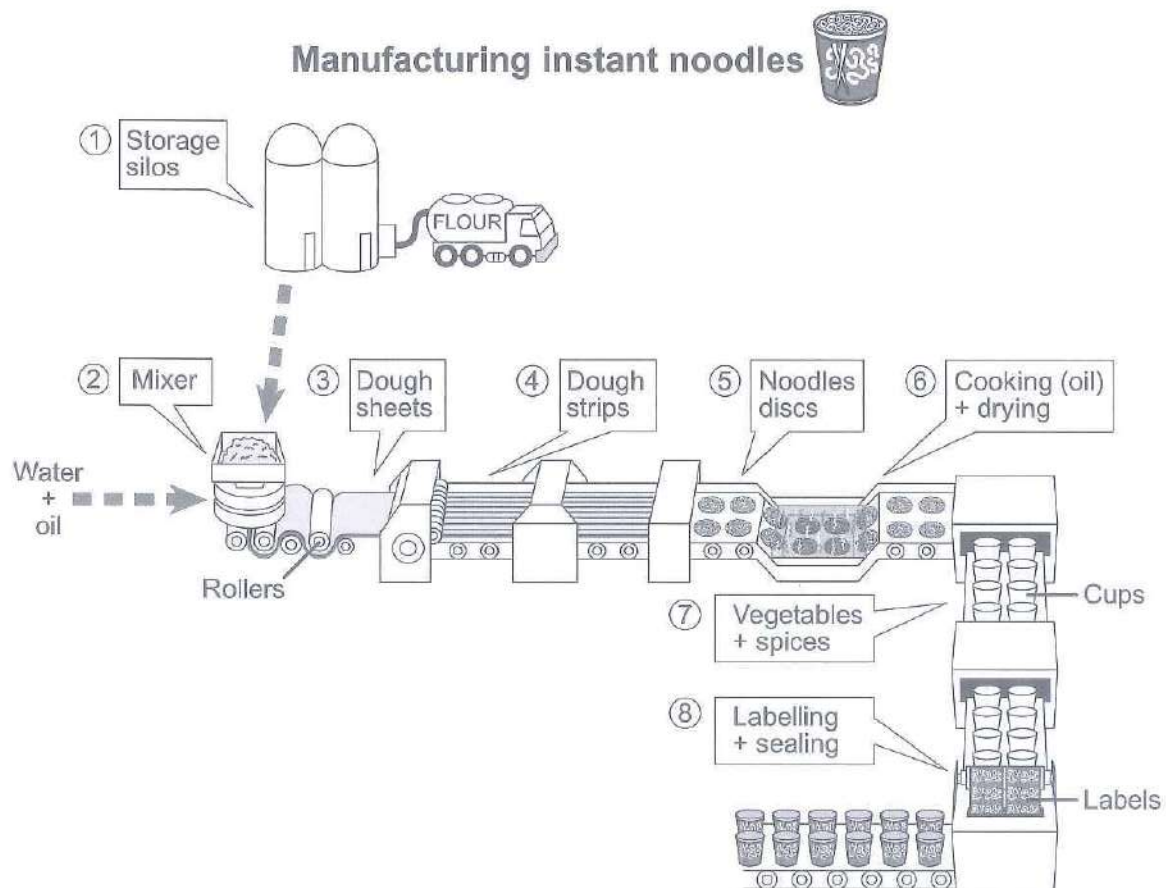 Manufacturing instant noodles
1 Storage
silos
FLOUR
2 Mixer
3 Dough
sheets
4 Dough
strips
5 Noodles
discs
6 Cooking (oil)
+ drying
Water
+
oil
Rollers
7 Vegetables
+ spices
Cups
8 Labelling
+ sealing
Labels